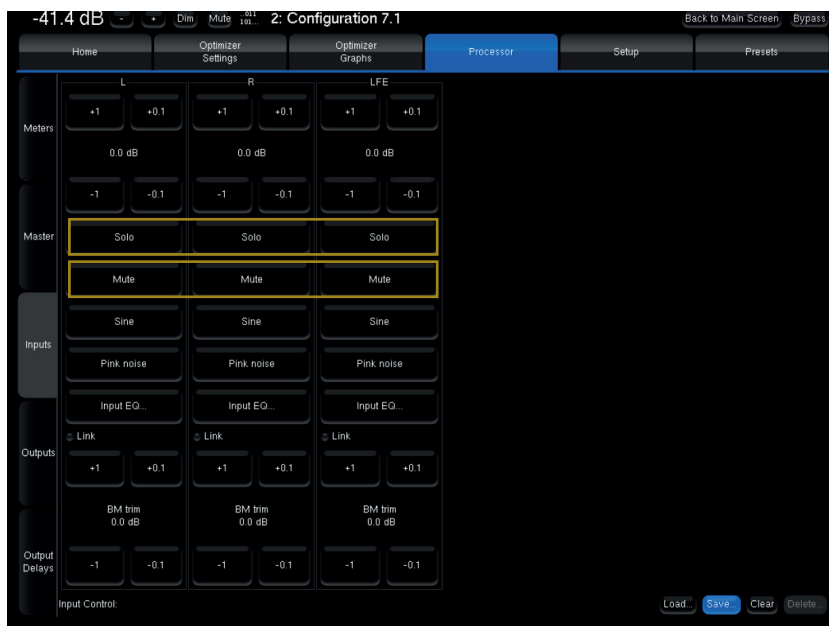 -41.4 dB - + Dim Mute ..011 101... 2: Configuration 7.1 Back to Main Screen Bypass
Home Optimizer Settings Optimizer Graphs Processor Setup Presets
Meters
Master
Inputs
Outputs
Output Delays
L R LFE
+1 +0.1 +1 +0.1 +1 +0.1
0.0 dB 0.0 dB 0.0 dB
-1 -0.1 -1 -0.1 -1 -0.1
Solo Solo Solo
Mute Mute Mute
Sine Sine Sine
Pink noise Pink noise Pink noise
Input EQ... Input EQ... Input EQ...
Link Link Link
+1 +0.1 +1 +0.1 +1 +0.1
BM trim BM trim BM trim
0.0 dB 0.0 dB 0.0 dB
-1 -0.1 -1 -0.1 -1 -0.1
Input Control: Load... Save... Clear Delete...